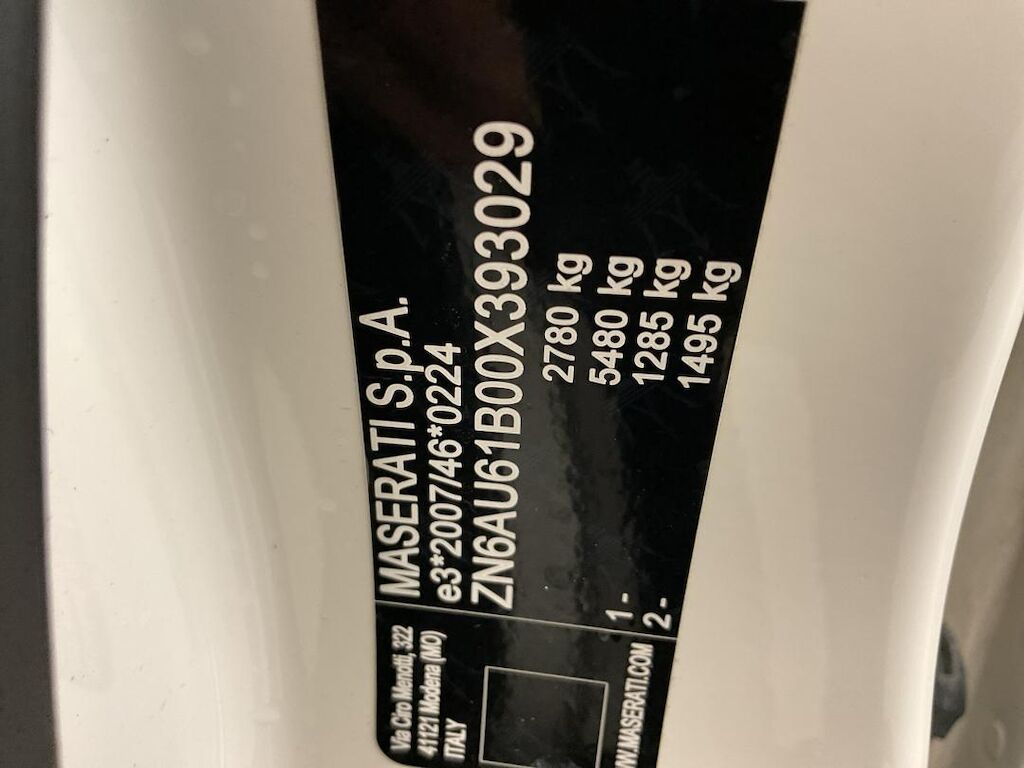 MASERATI S.p.A.
e3*2007/46*0224
ZN6AU61B00X393029
2780 kg
5480 kg
1 - 1285 kg
2 - 1495 kg
Via Ciro Menotti, 322
41121 Modena (MO)
ITALY
W.MASERATI.COM